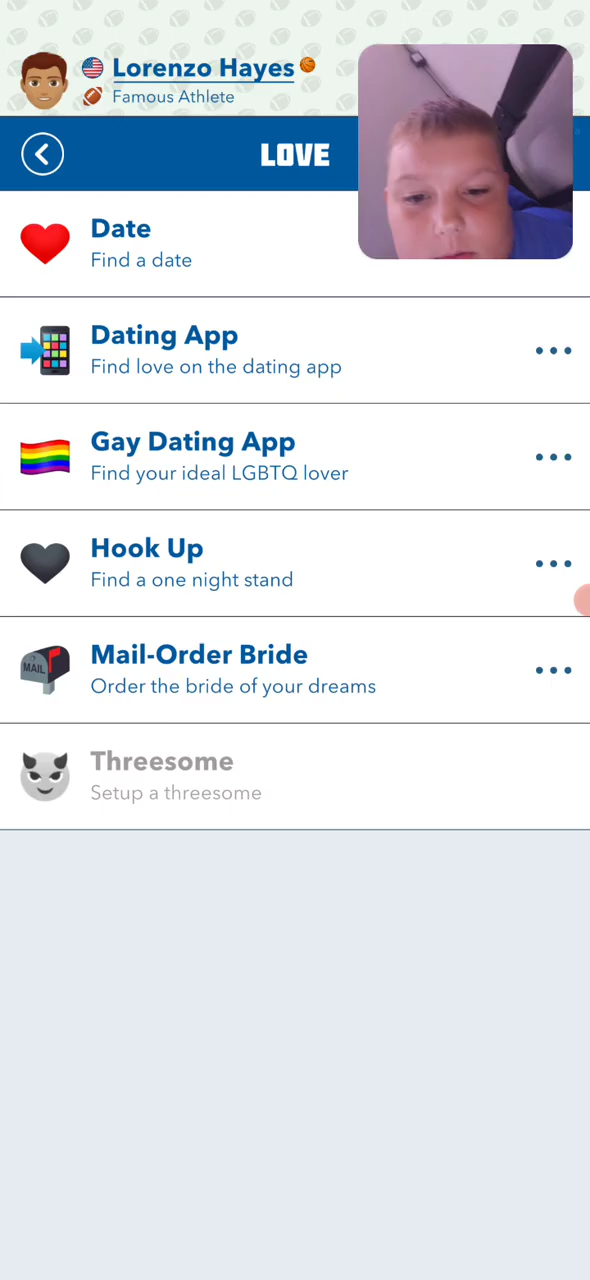 Lorenzo Hayes
Famous Athlete
LOVE
Date
Find a date
Dating App
Find love on the dating app
Gay Dating App
Find your ideal LGBTQ lover
Hook Up
Find a one night stand
MAIL
Mail-Order Bride
Order the bride of your dreams
Threesome
Setup a threesome